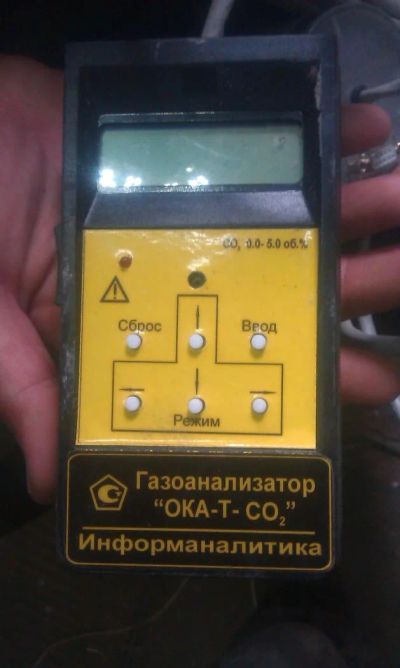 CO₂ 0.0-5.0 об.%
Сброс
Ввод
Режим
Газоанализатор
"ОКА-Т- CO₂"
Информаналитика